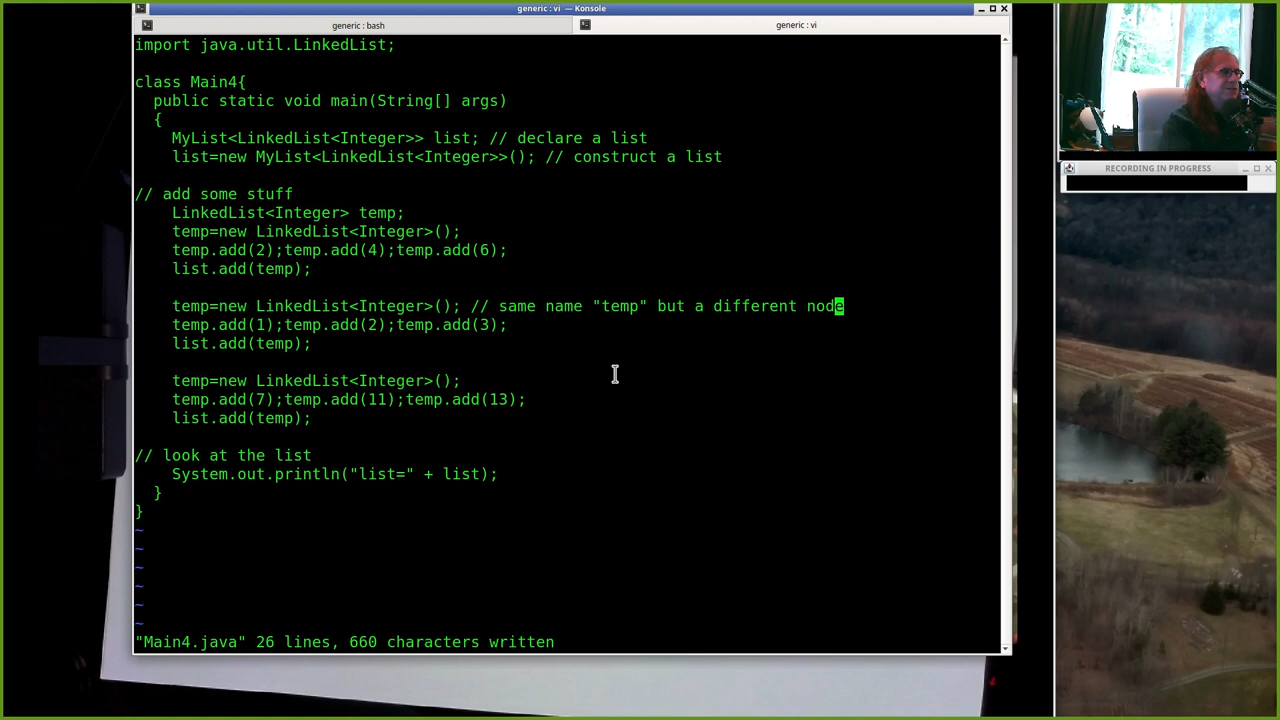 generic : vi — Konsole
generic : bash
generic : vi
import java.util.LinkedList;
class Main4{
  public static void main(String[] args)
  {
    MyList<LinkedList<Integer>> list; // declare a list
    list=new MyList<LinkedList<Integer>>(); // construct a list
// add some stuff
    LinkedList<Integer> temp;
    temp=new LinkedList<Integer>();
    temp.add(2);temp.add(4);temp.add(6);
    list.add(temp);
    temp=new LinkedList<Integer>(); // same name "temp" but a different node
    temp.add(1);temp.add(2);temp.add(3);
    list.add(temp);
    temp=new LinkedList<Integer>();
    temp.add(7);temp.add(11);temp.add(13);
    list.add(temp);
// look at the list
    System.out.println("list=" + list);
  }
}
~
~
~
~
~
~
"Main4.java" 26 lines, 660 characters written
RECORDING IN PROGRESS